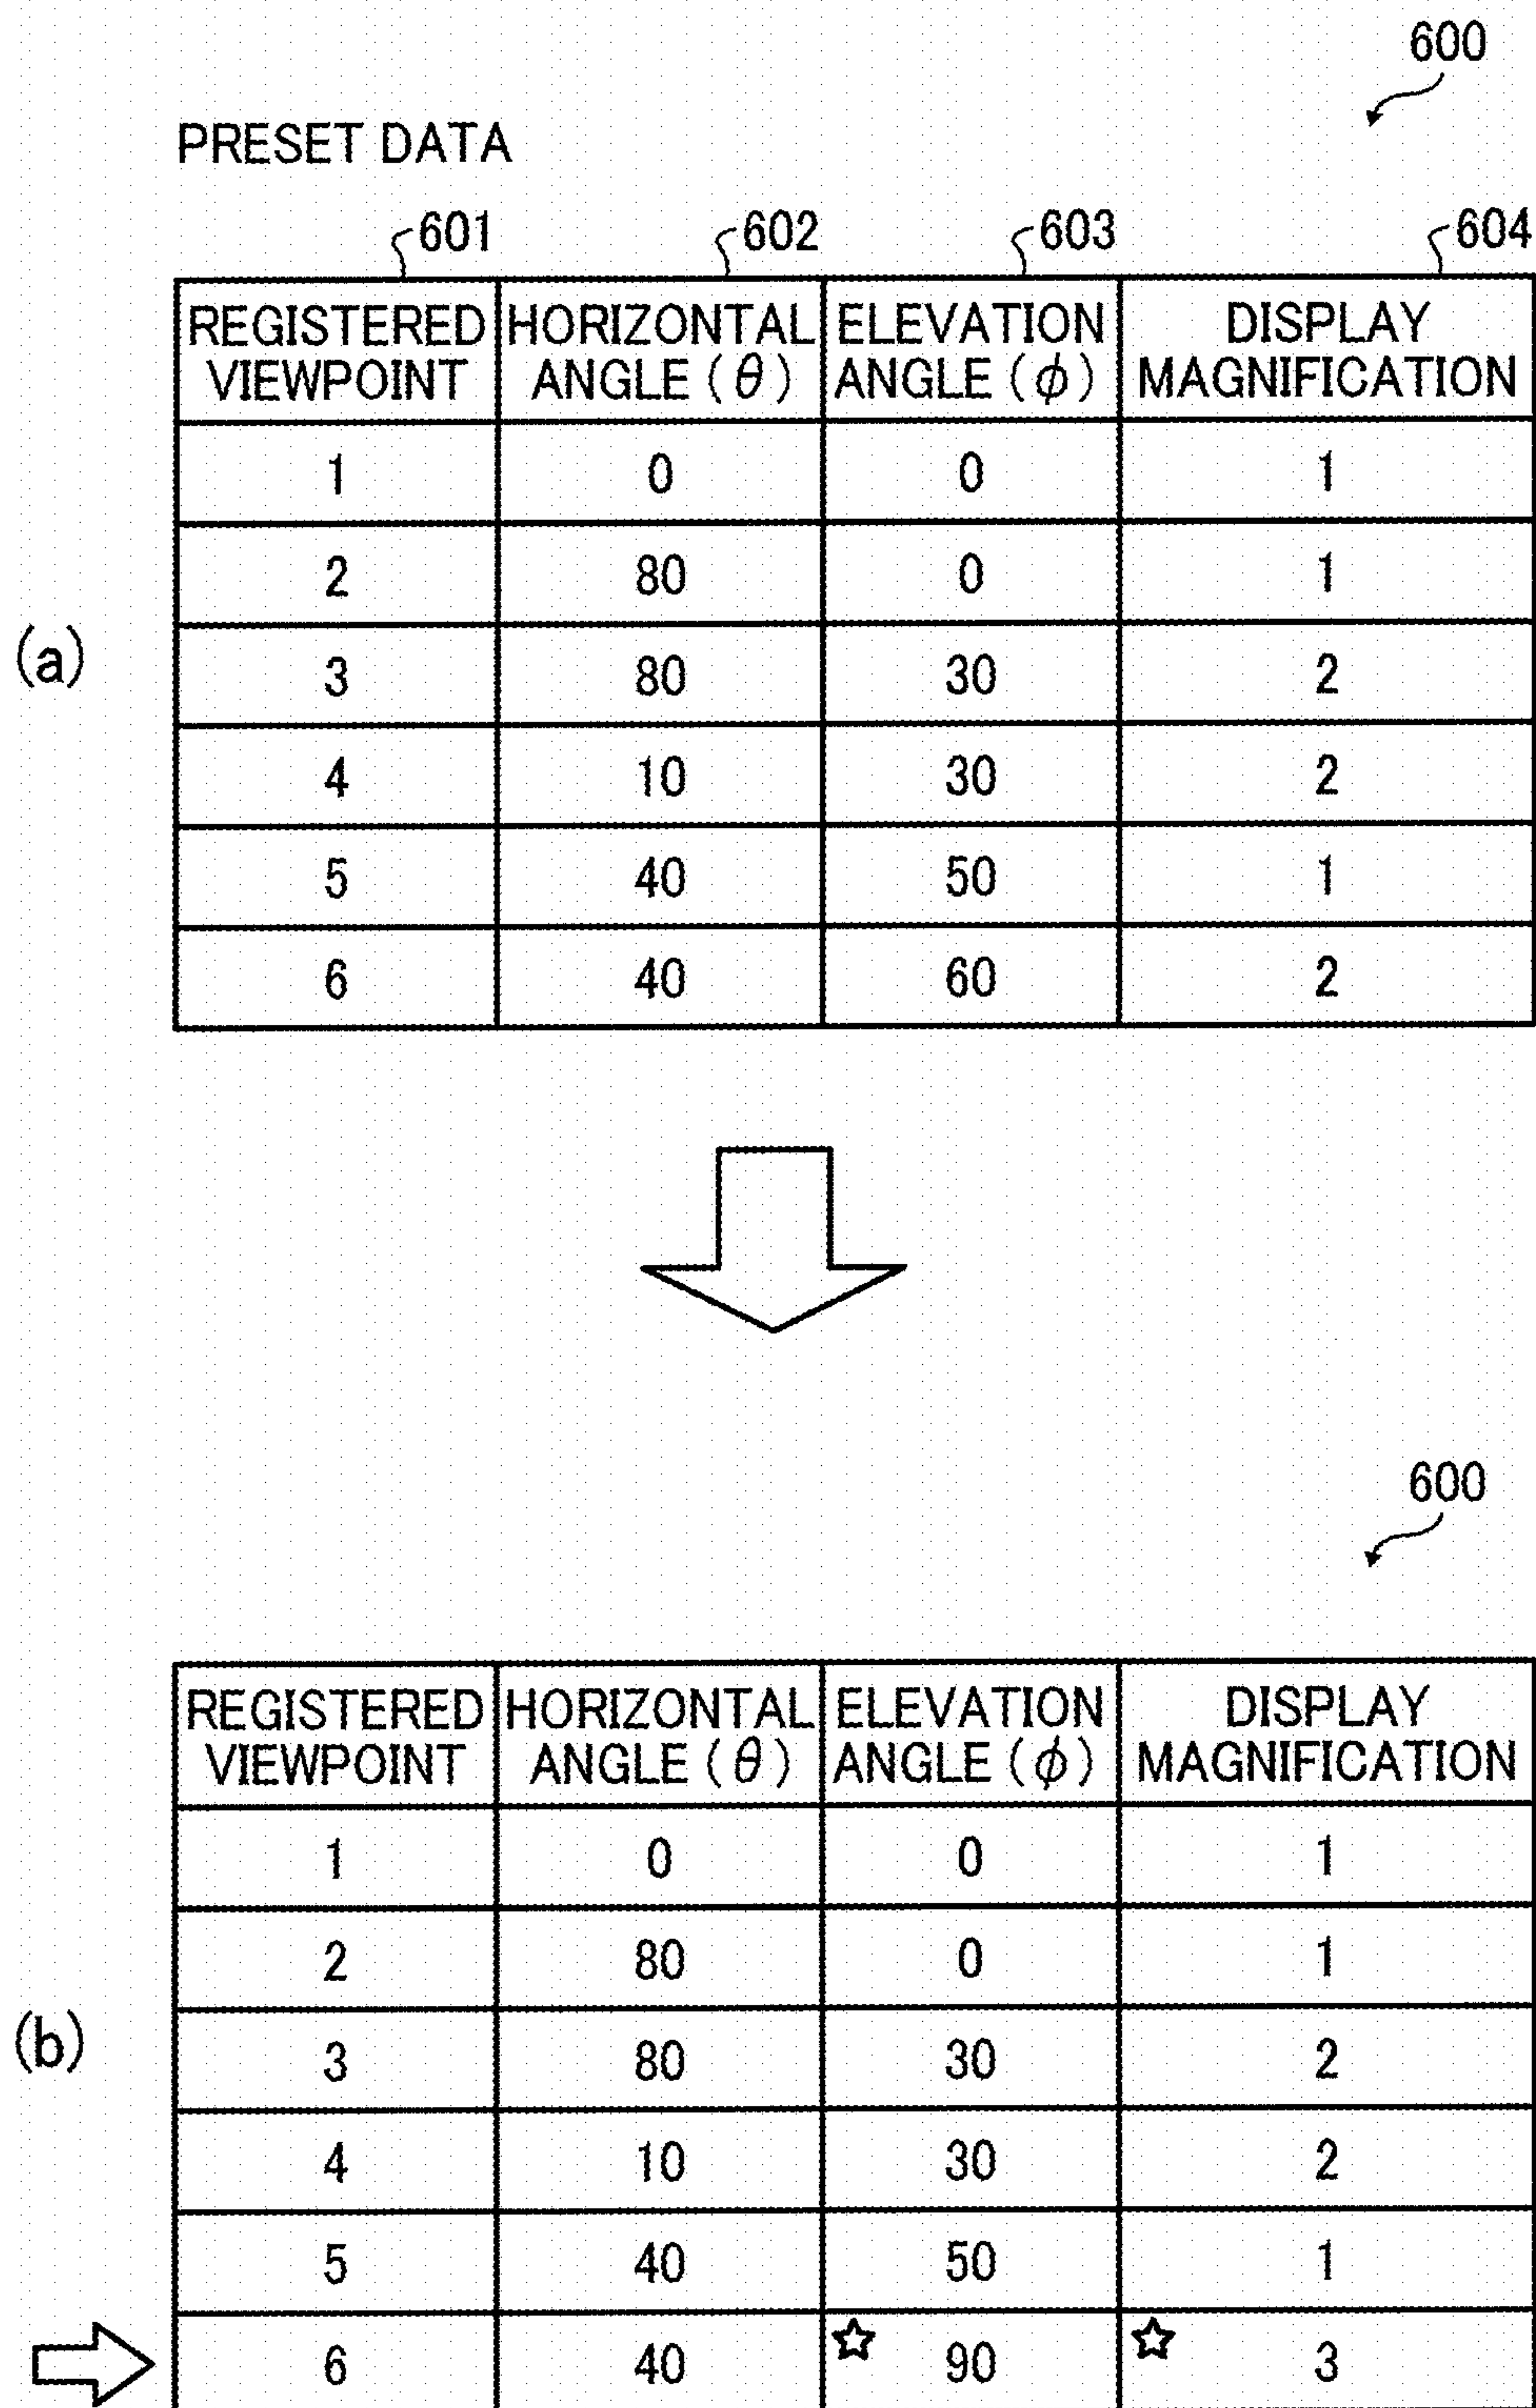 600
PRESET DATA
601 602 603 604
REGISTERED VIEWPOINT HORIZONTAL ANGLE (θ) ELEVATION ANGLE (φ) DISPLAY MAGNIFICATION
1 0 0 1
2 80 0 1
(a)
3 80 30 2
4 10 30 2
5 40 50 1
6 40 60 2
600
REGISTERED VIEWPOINT HORIZONTAL ANGLE (θ) ELEVATION ANGLE (φ) DISPLAY MAGNIFICATION
1 0 0 1
2 80 0 1
(b)
3 80 30 2
4 10 30 2
5 40 50 1
6 40 ☆ 90 ☆ 3